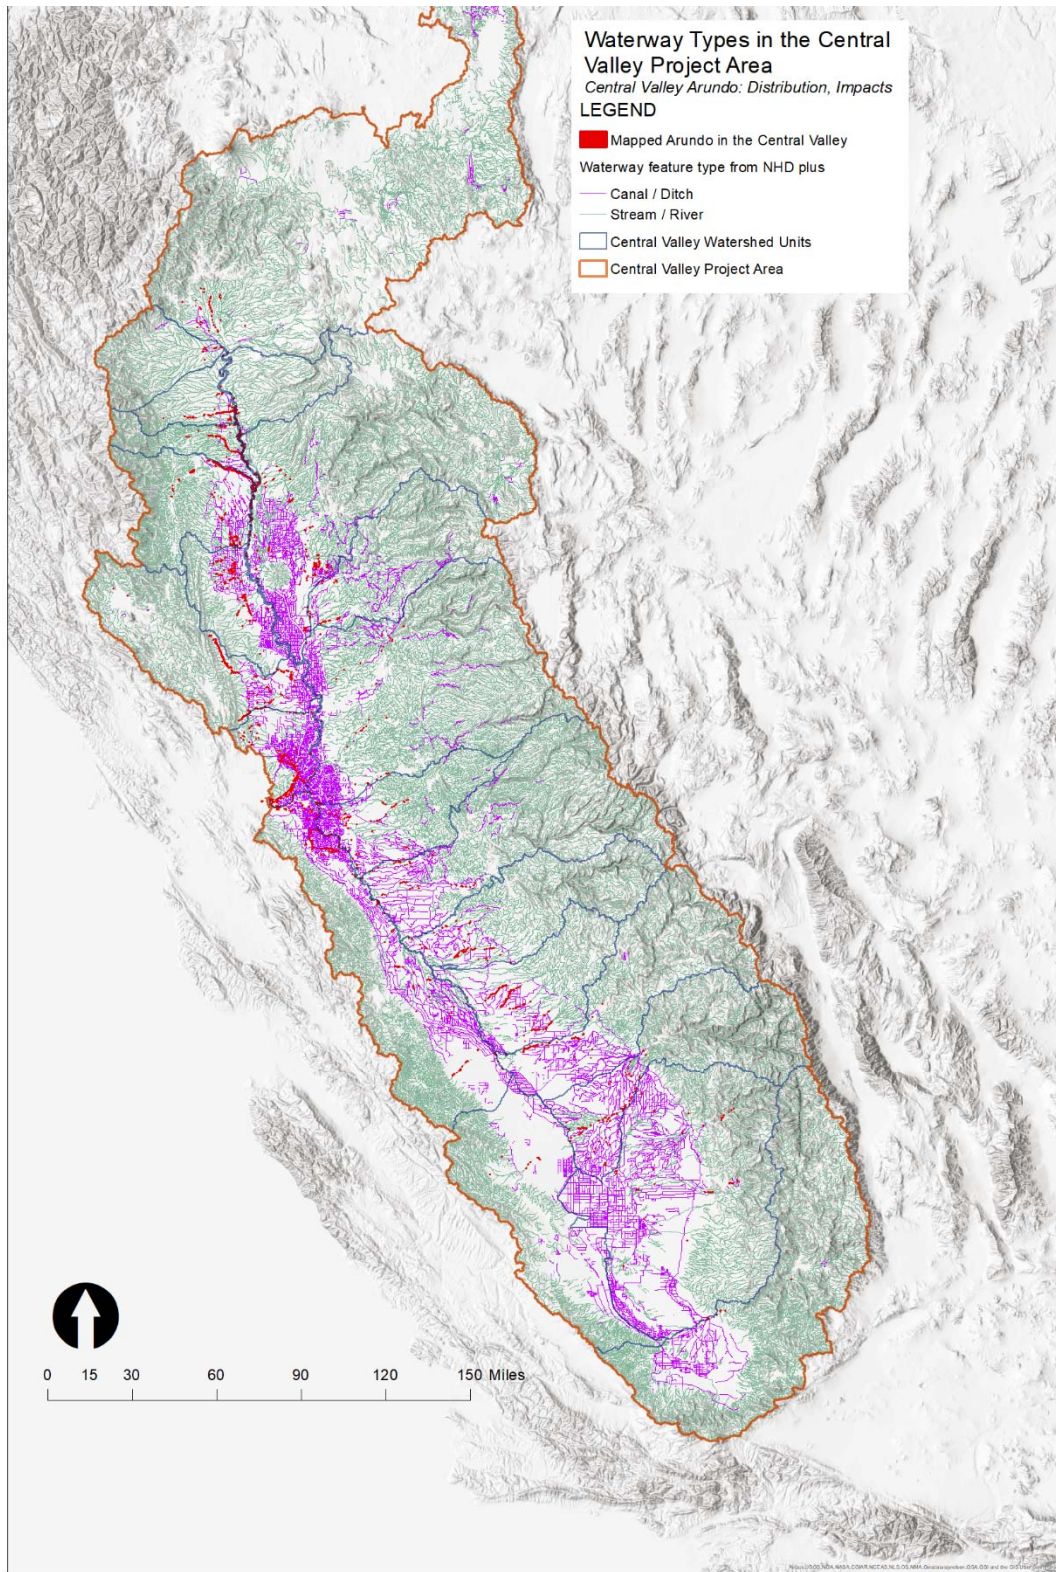 Waterway Types in the Central
Valley Project Area
Central Valley Arundo: Distribution, Impacts
LEGEND
Mapped Arundo in the Central Valley
Waterway feature type from NHD plus
Canal / Ditch
Stream / River
Central Valley Watershed Units
Central Valley Project Area
0 15 30 60 90 120 150 Miles